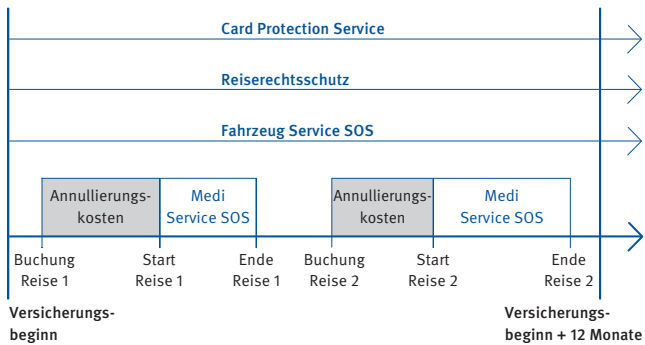 Card Protection Service
Reiserechtsschutz
Fahrzeug Service SOS
Annullierungs-
kosten
Medi
Service SOS
Annullierungs-
kosten
Medi
Service SOS
Buchung
Reise 1
Start
Reise 1
Ende
Reise 1
Buchung
Reise 2
Start
Reise 2
Ende
Reise 2
Versicherungs-
beginn
Versicherungs-
beginn + 12 Monate